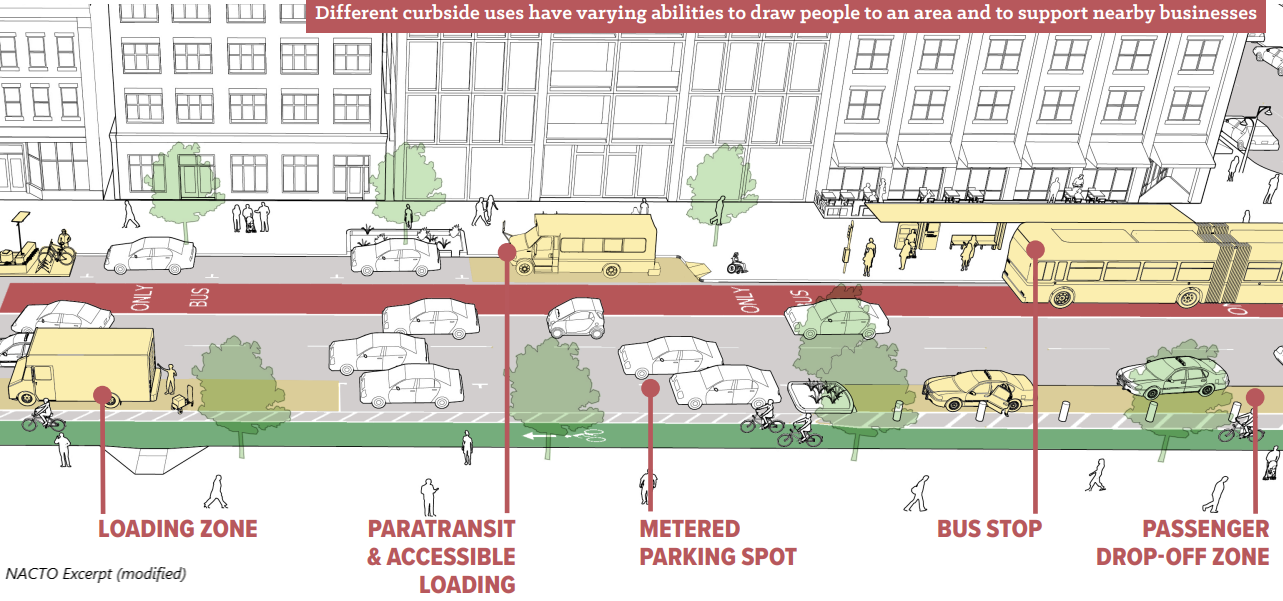 Different curbside uses have varying abilities to draw people to an area and to support nearby businesses
ONLY
BUS
ONLY
BUS
LOADING ZONE
PARATRANSIT
& ACCESSIBLE
LOADING
METERED
PARKING SPOT
BUS STOP
PASSENGER
DROP-OFF ZONE
NACTO Excerpt (modified)